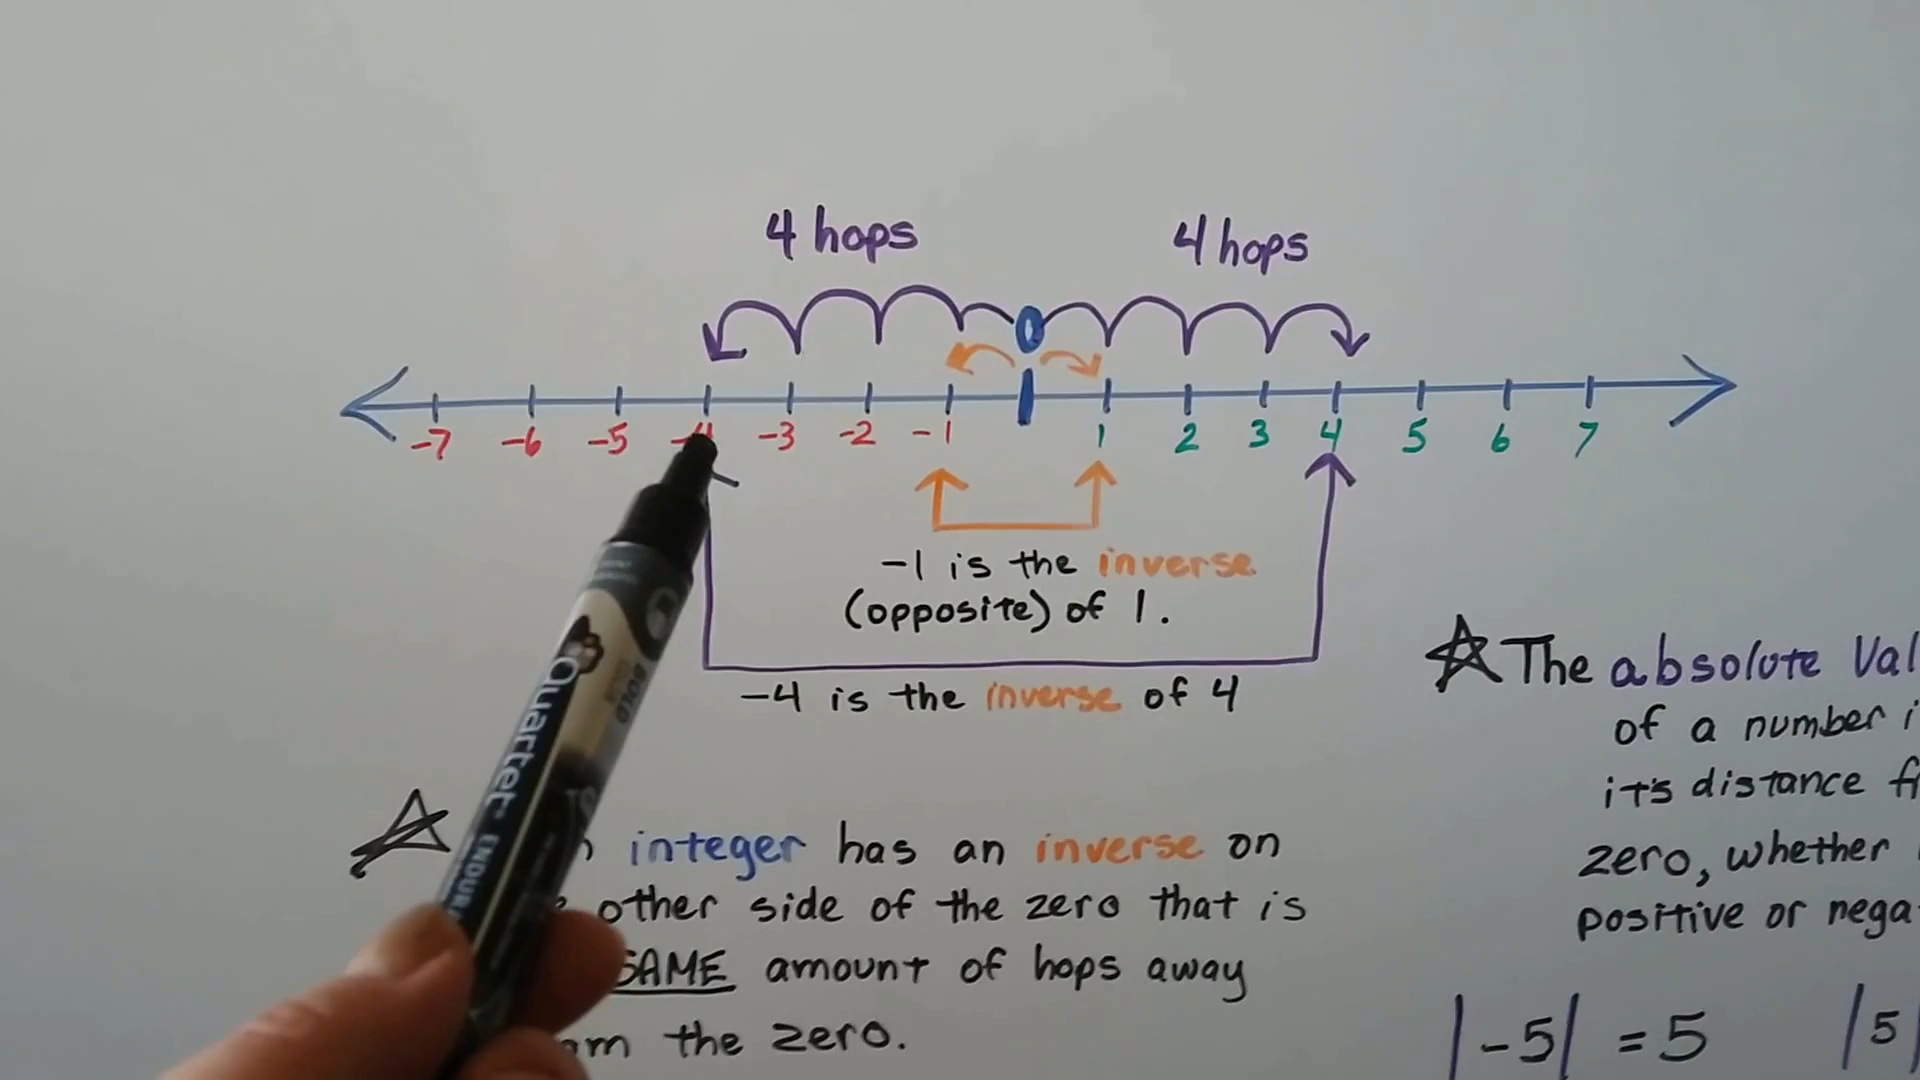 4 hops 4 hops
0
-7 -6 -5 -4 -3 -2 -1 1 2 3 4 5 6 7
-1 is the inverse
(opposite) of 1.
-4 is the inverse of 4
integer has an inverse on
other side of the zero that is
SAME amount of hops away
the zero.
The absolute
of a number
it's distance
zero, whether
positive or
|-5| = 5 |5|
Quartet
BOLD